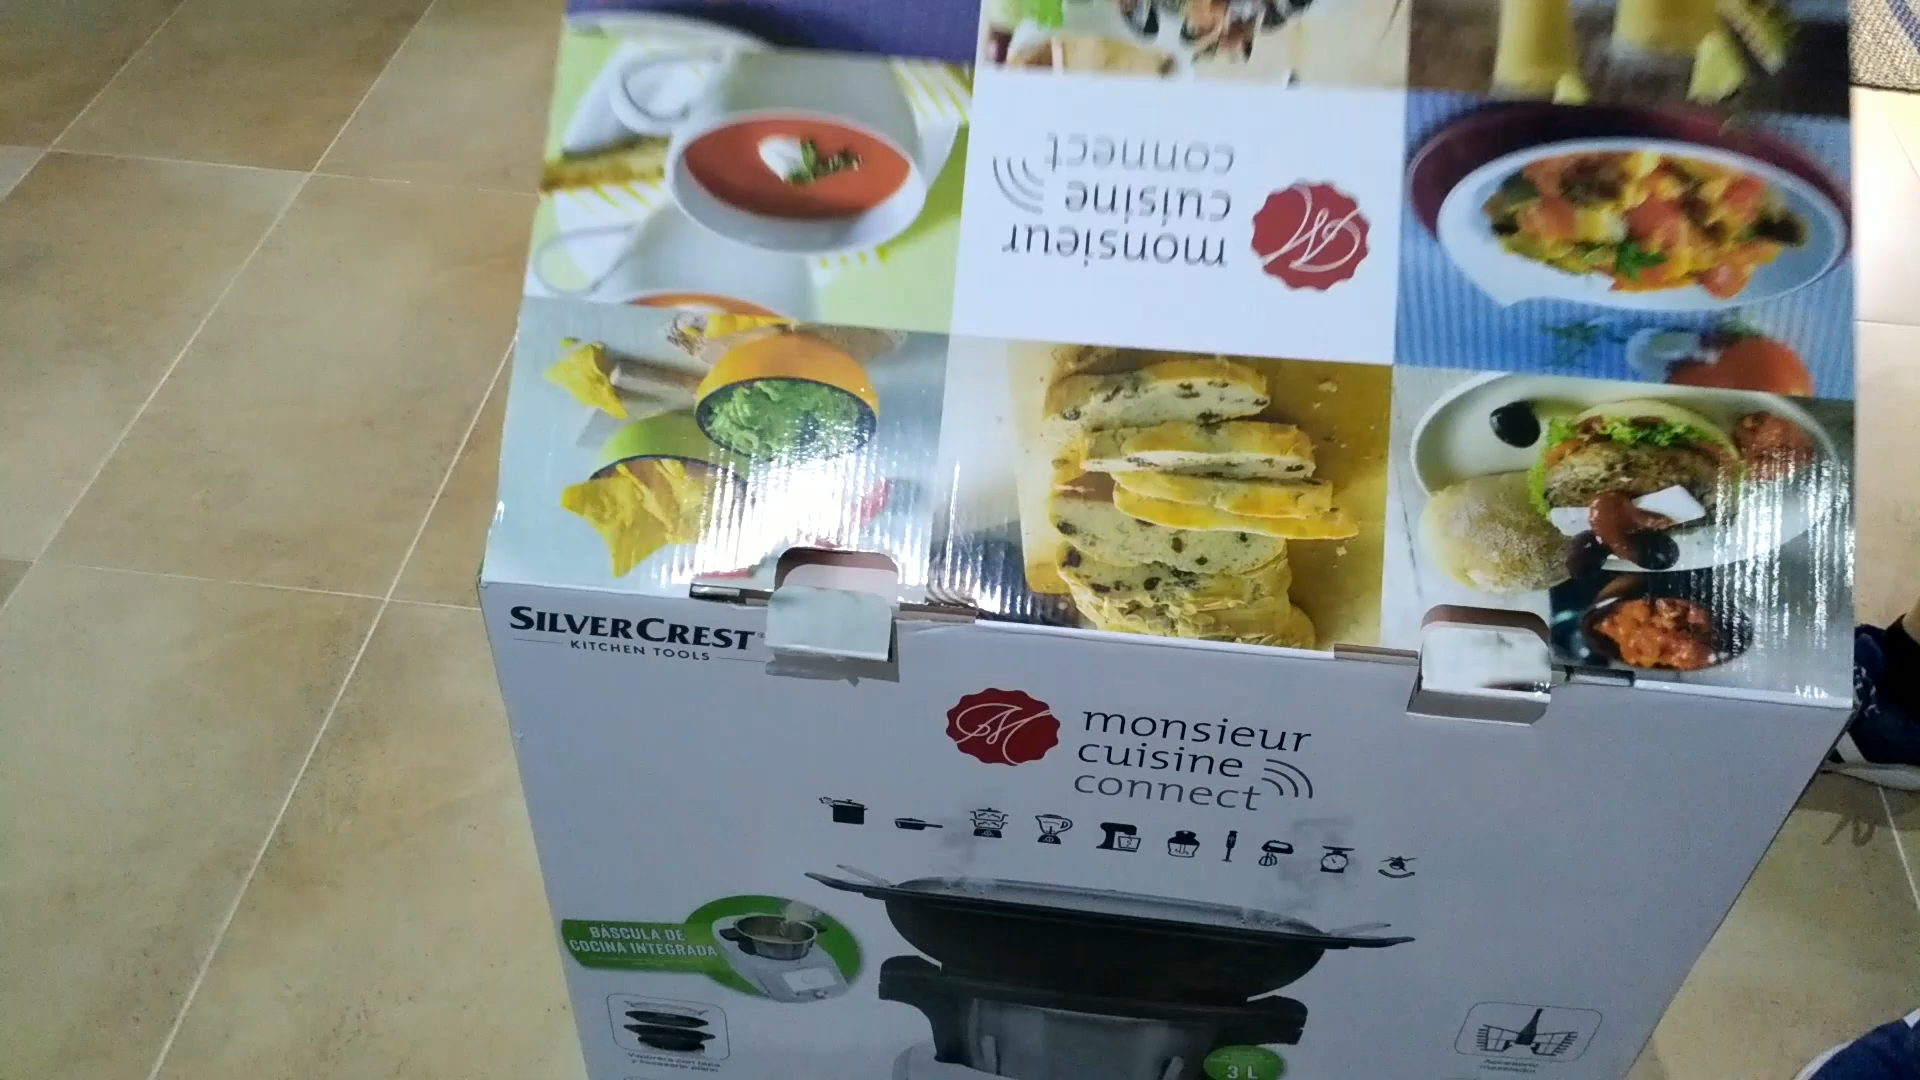 monsieur
cuisine
connect
SILVERCREST®
KITCHEN TOOLS
monsieur
cuisine
connect
BÁSCULA DE
COCINA INTEGRADA
3 L